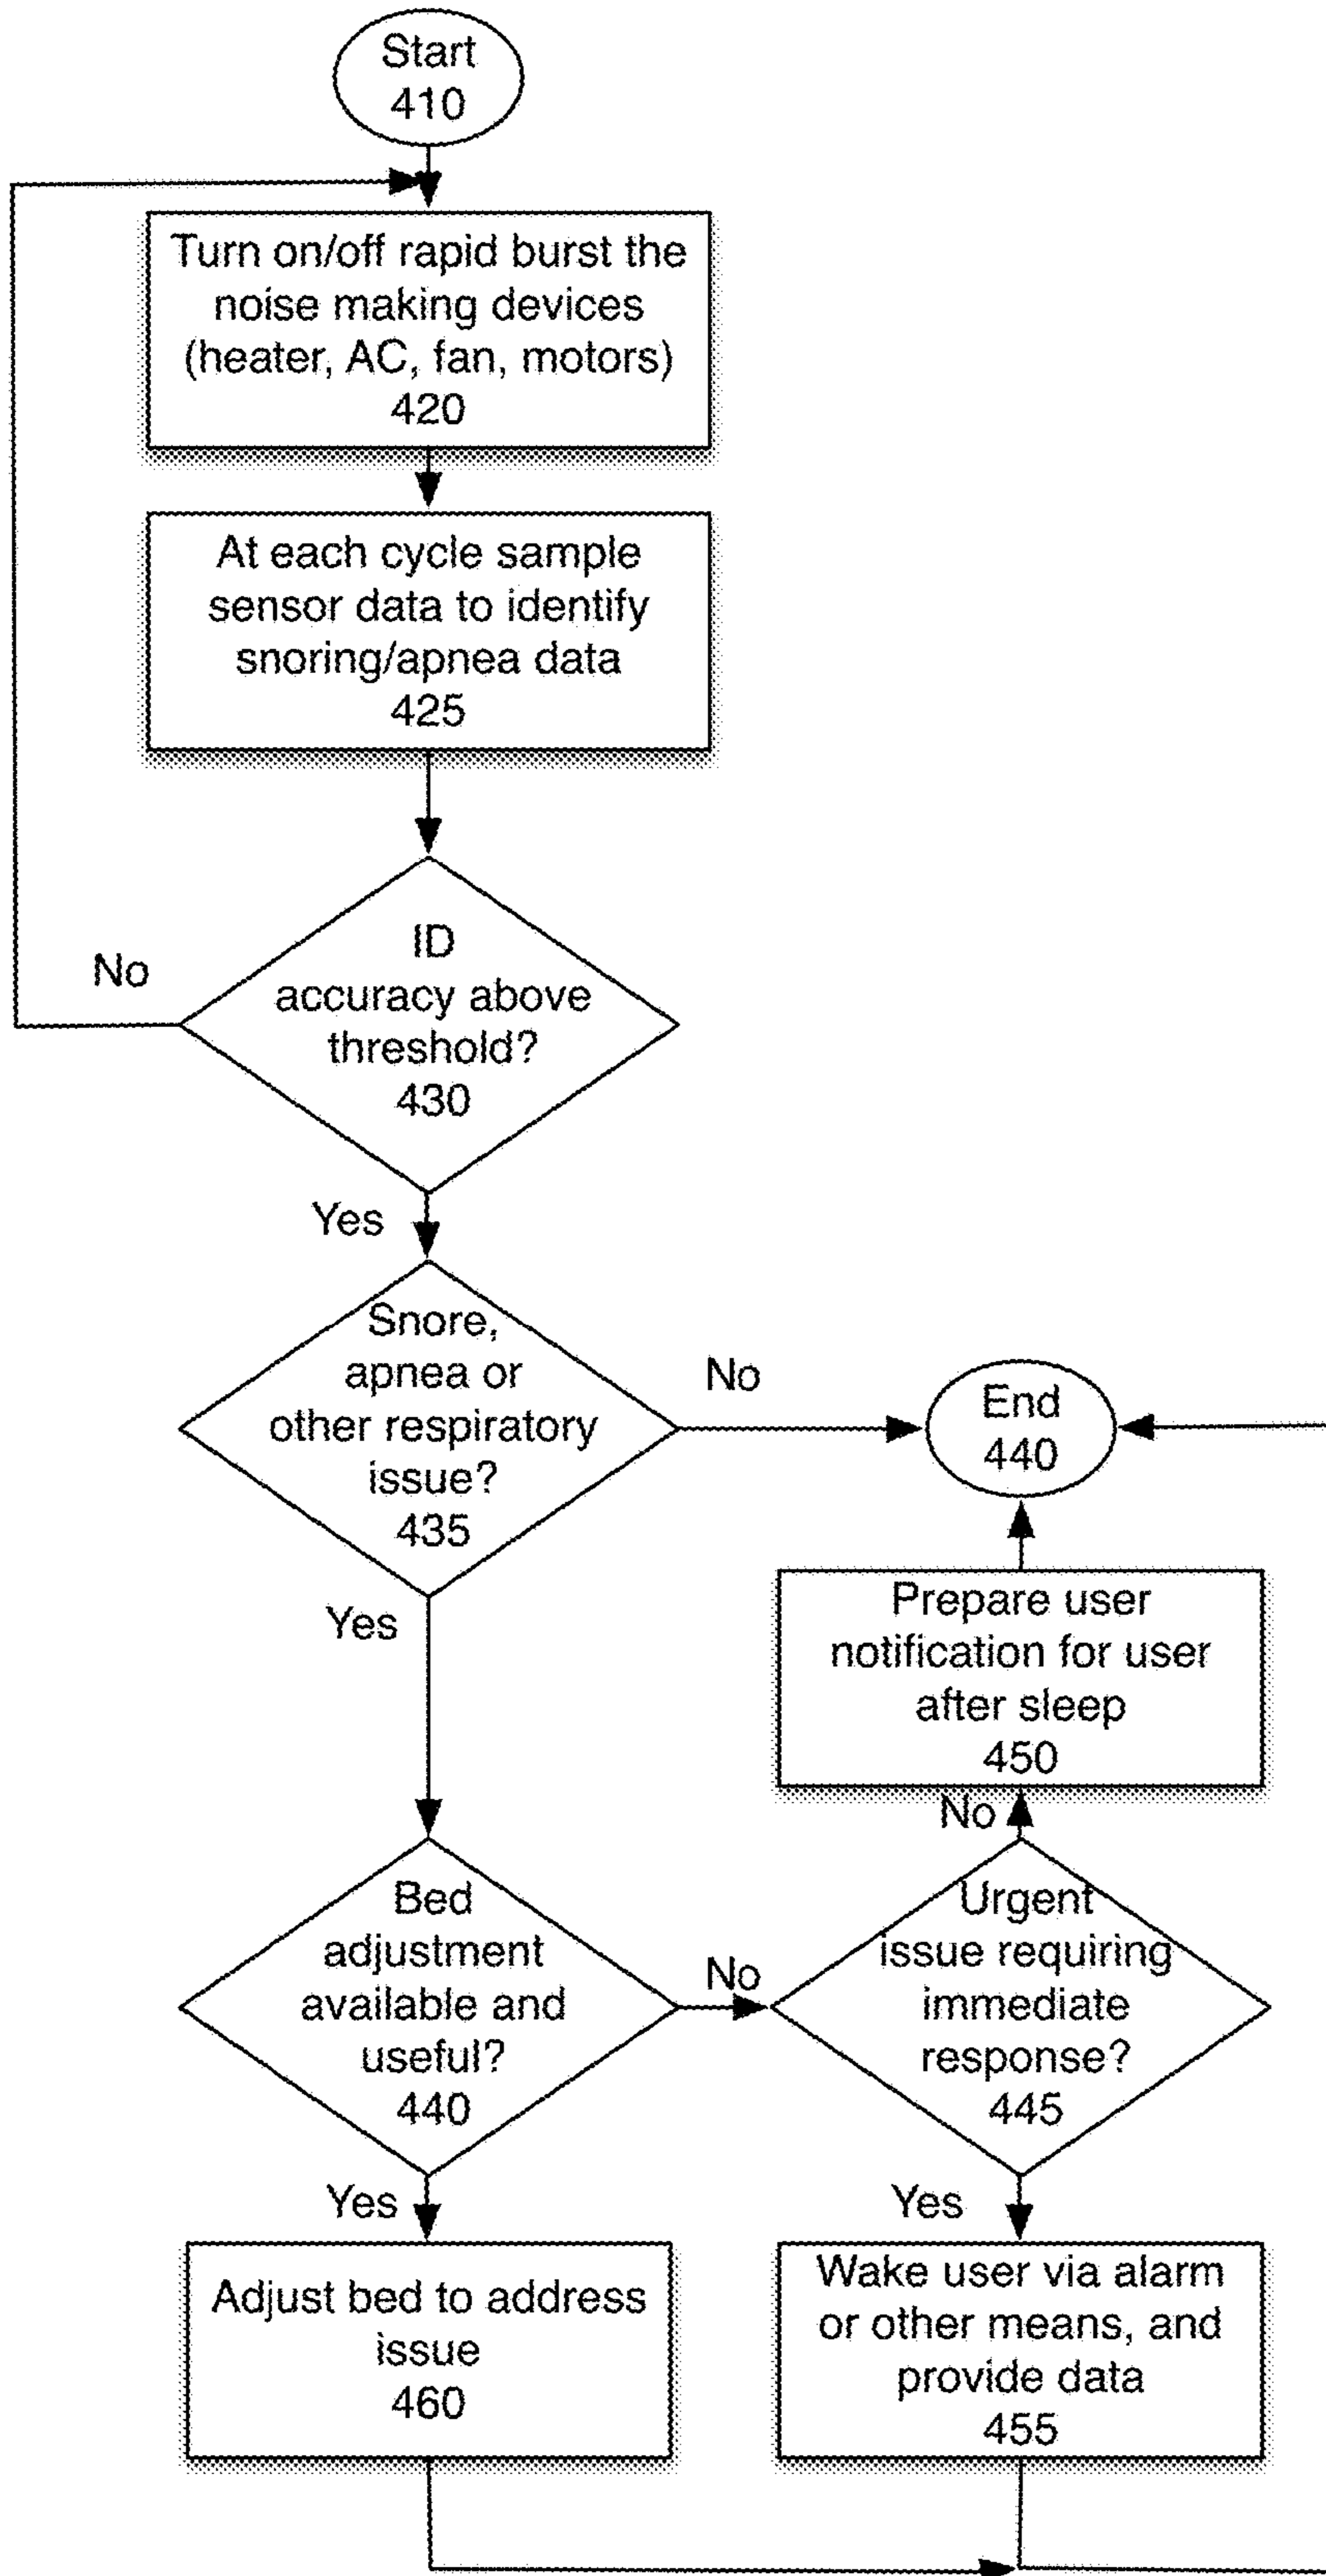 Start
410
Turn on/off rapid burst the
noise making devices
(heater, AC, fan, motors)
420
At each cycle sample
sensor data to identify
snoring/apnea data
425
ID
accuracy above
threshold?
430
No
Yes
Snore,
apnea or
other respiratory
issue?
435
No
End
440
Yes
Prepare user
notification for user
after sleep
450
No
Bed
adjustment
available and
useful?
440
No
Urgent
issue requiring
immediate
response?
445
Yes
Yes
Adjust bed to address
issue
460
Wake user via alarm
or other means, and
provide data
455